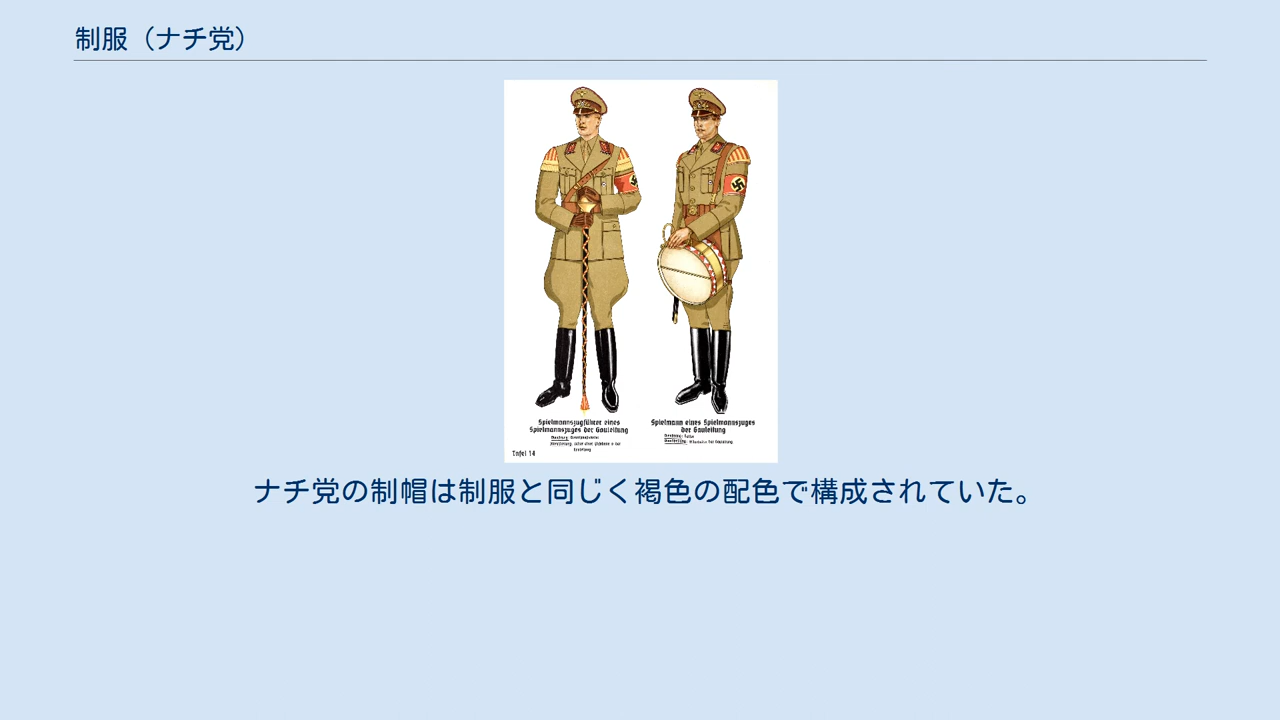 制服（ナチ党）
Spielmannszugführer eines
Spielmannszuges der Gauleitung
Spielmann eines Spielmannszuges
der Gauleitung
Tafel 14
ナチ党の制帽は制服と同じく褐色の配色で構成されていた。